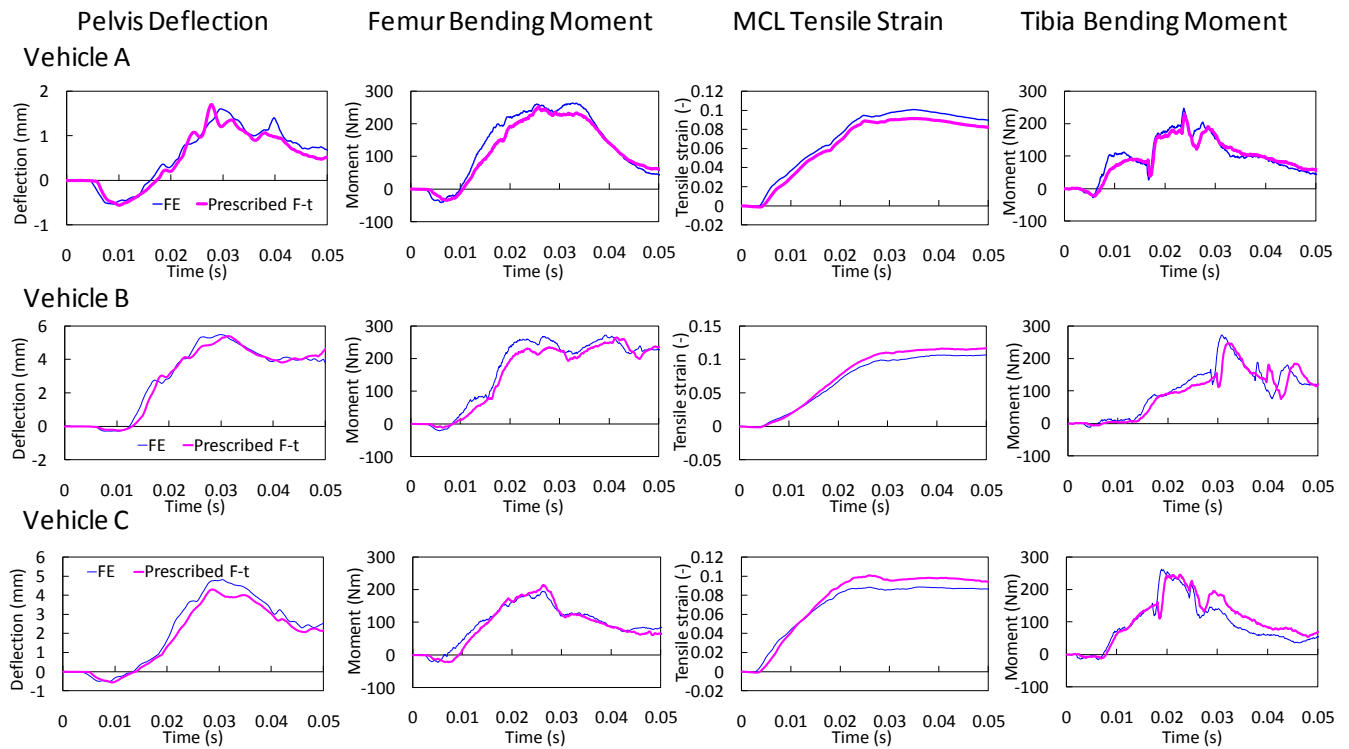 Pelvis Deflection
Femur Bending Moment
MCL Tensile Strain
Tibia Bending Moment
Vehicle A
Deflection (mm)
2
1
0
-1
FE
Prescribed F-t
0 0.01 0.02 0.03 0.04 0.05
Time (s)
Moment (Nm)
300
200
100
0
-100
0 0.01 0.02 0.03 0.04 0.05
Time (s)
Tensile strain (-)
0.12
0.1
0.08
0.06
0.04
0.02
0
-0.02
0 0.01 0.02 0.03 0.04 0.05
Time (s)
Moment (Nm)
300
200
100
0
-100
0 0.01 0.02 0.03 0.04 0.05
Time (s)
Vehicle B
Deflection (mm)
6
4
2
0
-2
FE
Prescribed F-t
0 0.01 0.02 0.03 0.04 0.05
Time (s)
Moment (Nm)
300
200
100
0
-100
0 0.01 0.02 0.03 0.04 0.05
Time (s)
Tensile strain (-)
0.15
0.1
0.05
0
-0.05
0 0.01 0.02 0.03 0.04 0.05
Time (s)
Moment (Nm)
300
200
100
0
-100
0 0.01 0.02 0.03 0.04 0.05
Time (s)
Vehicle C
Deflection (mm)
6
5
4
3
2
1
0
-1
FE
Prescribed F-t
0 0.01 0.02 0.03 0.04 0.05
Time (s)
Moment (Nm)
300
200
100
0
-100
0 0.01 0.02 0.03 0.04 0.05
Time (s)
Tensile strain (-)
0.12
0.1
0.08
0.06
0.04
0.02
0
-0.02
0 0.01 0.02 0.03 0.04 0.05
Time (s)
Moment (Nm)
300
200
100
0
-100
0 0.01 0.02 0.03 0.04 0.05
Time (s)